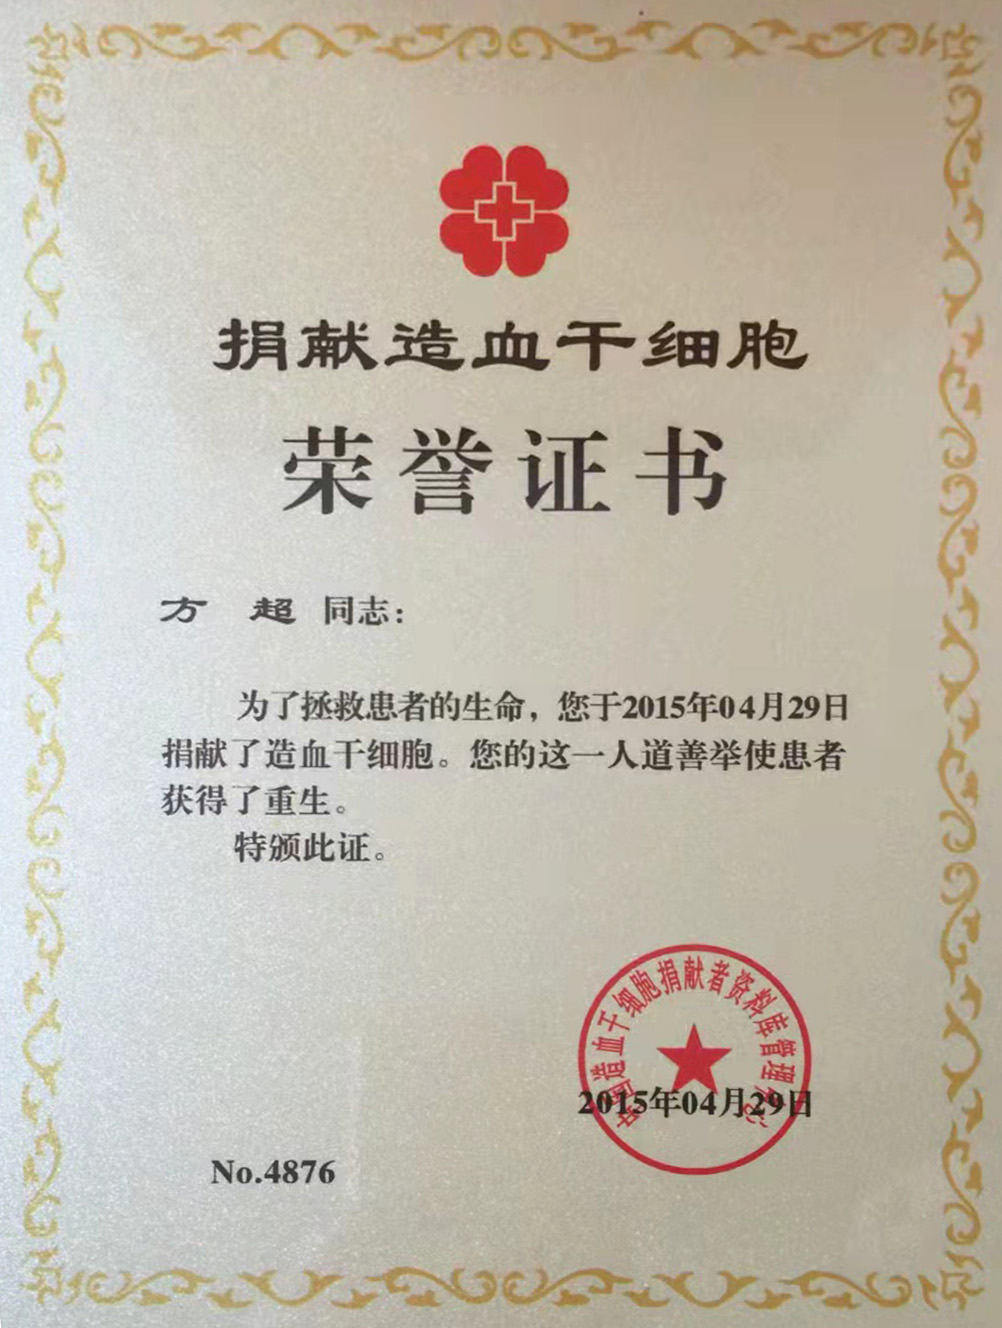 捐献造血干细胞
荣誉证书
方 超 同志：
为了拯救患者的生命，您于2015年04月29日
捐献了造血干细胞。您的这一人道善举使患者
获得了重生。
特颁此证。
中国造血干细胞捐献者资料库管理中心
2015年04月29日
No.4876